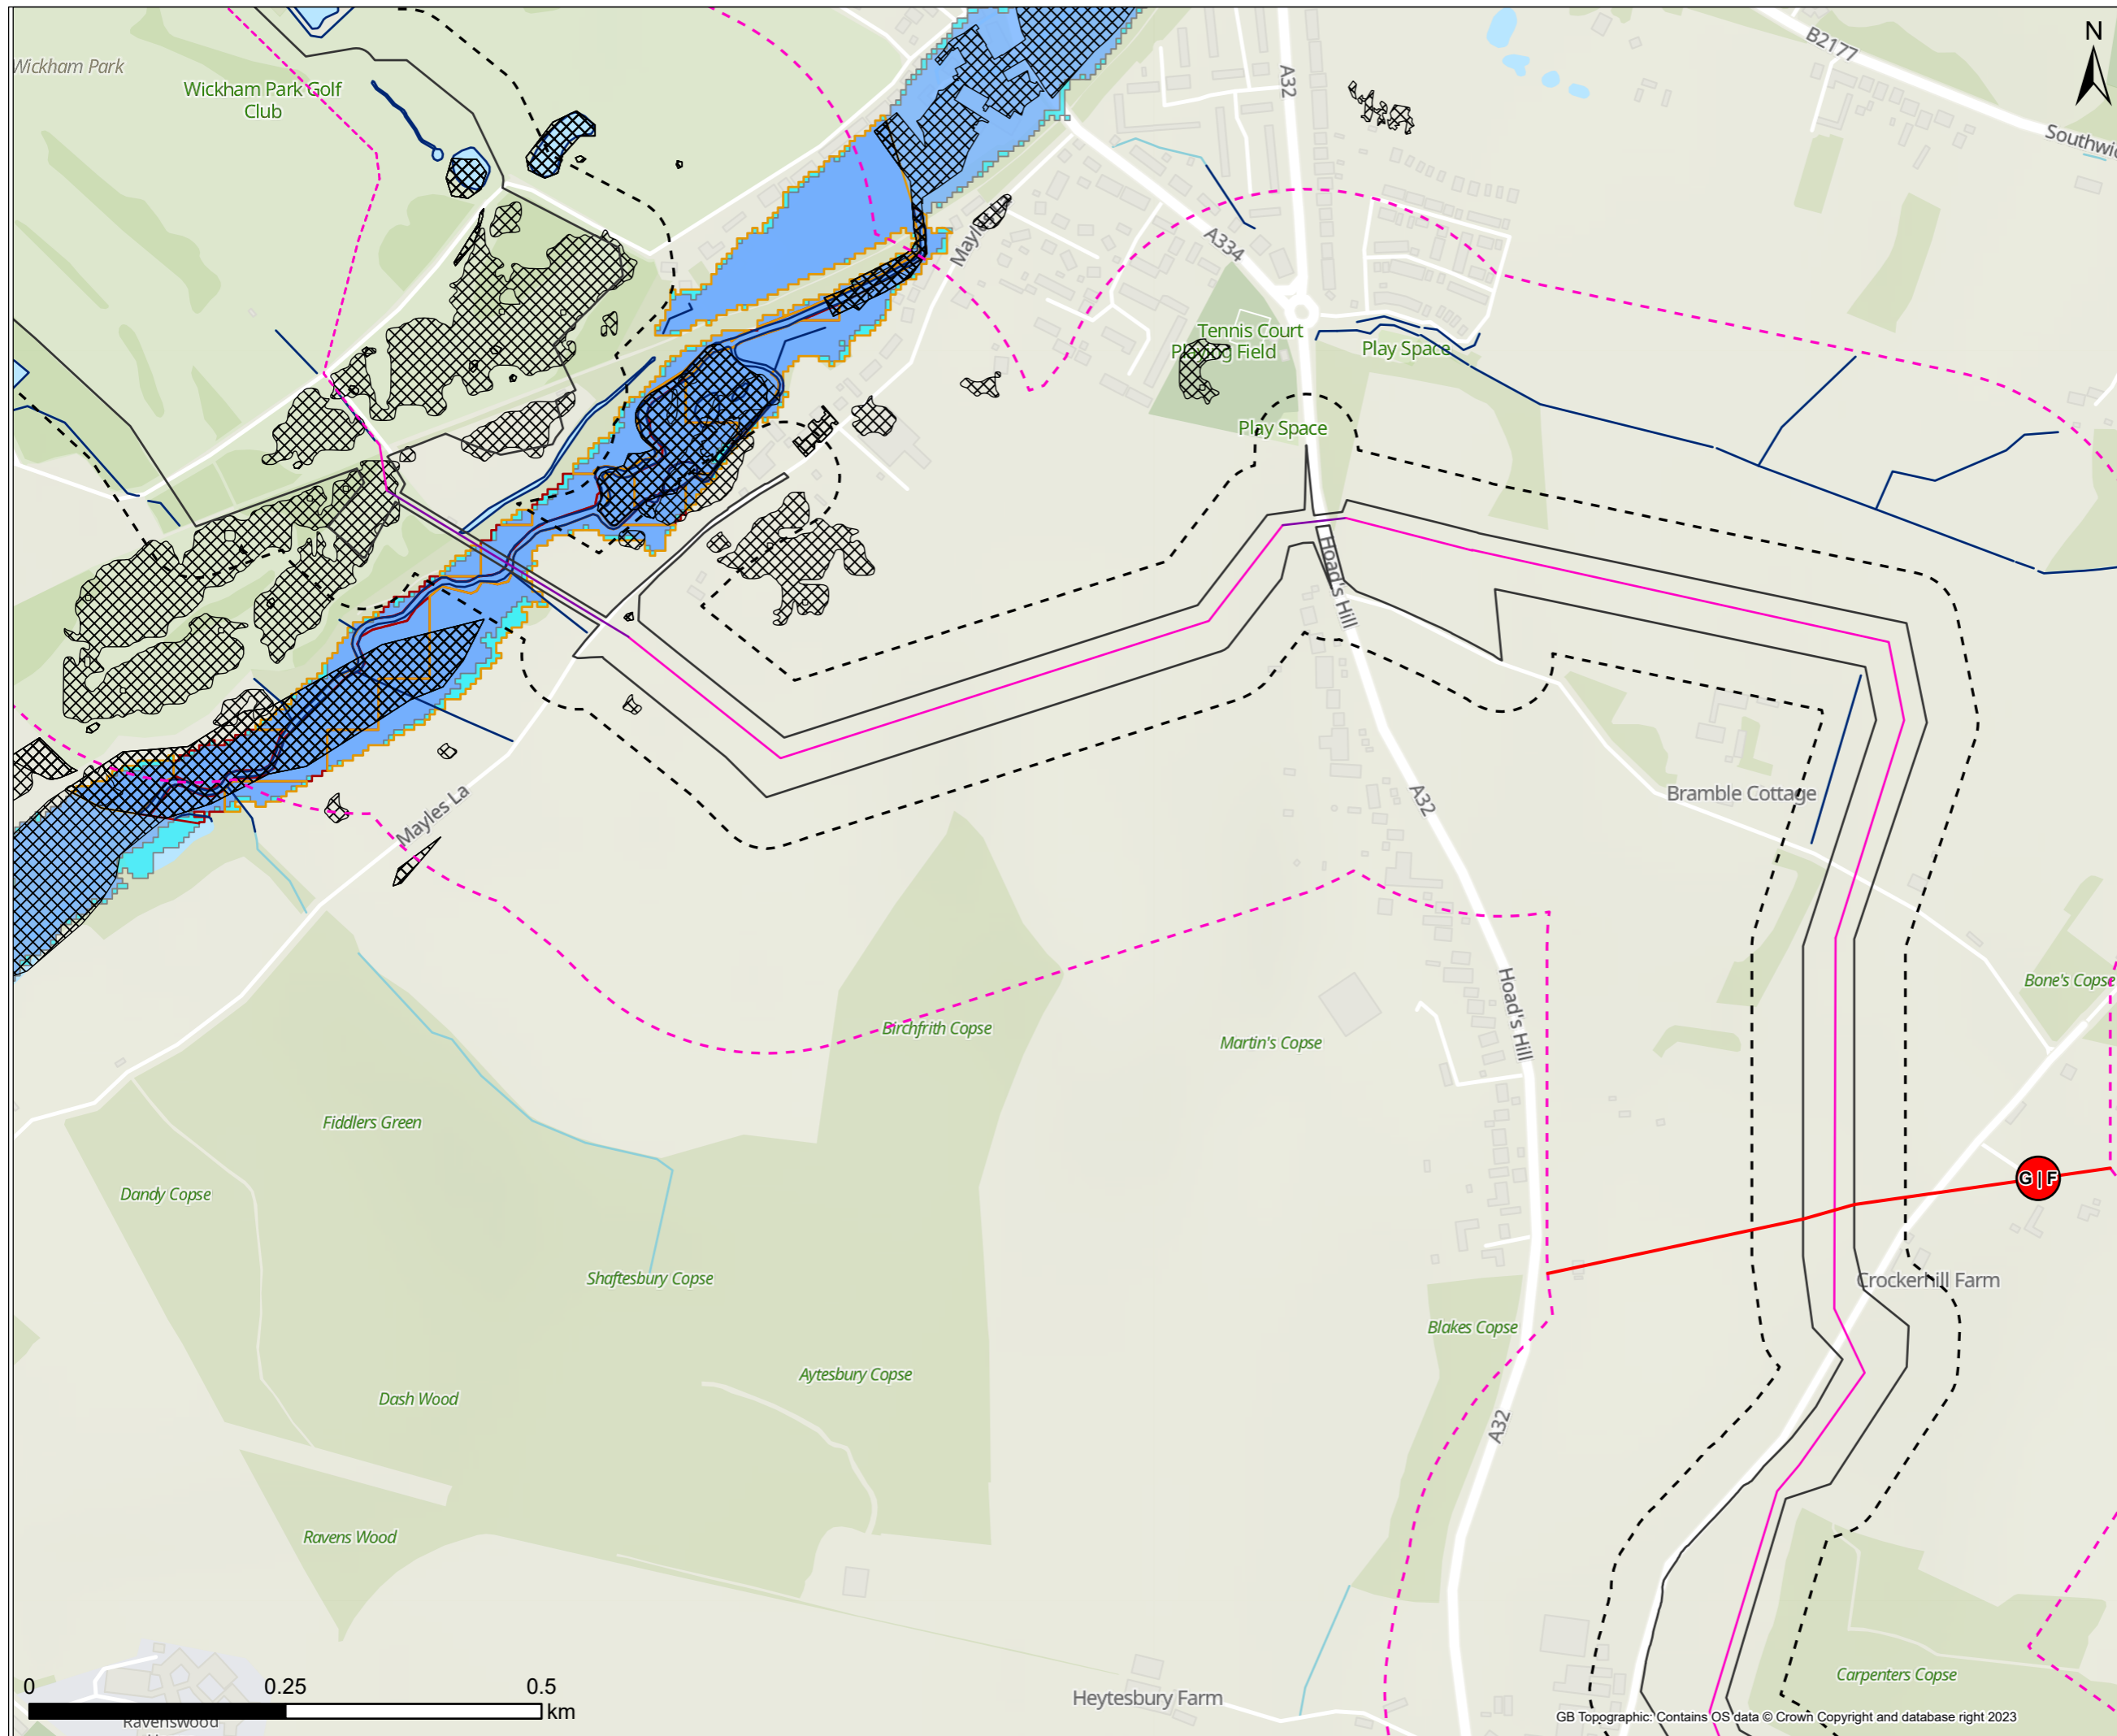 N
B2177
Southwic
Wickham Park
Wickham Park Golf
Club
A32
A334
Tennis Court
Playing Field
Play Space
Play Space
Hoad's Hill
A32
Bramble Cottage
Mayles La
Bone's Copse
Birchfrith Copse
Martin's Copse
Hoad's Hill
Fiddlers Green
Dandy Copse
G | F
Shaftesbury Copse
Crockerhill Farm
Blakes Copse
Aytesbury Copse
Dash Wood
A32
Ravens Wood
Carpenters Copse
Heytesbury Farm
0 0.25 0.5
km
Ravenswood
GB Topographic: Contains OS data © Crown Copyright and database right 2023